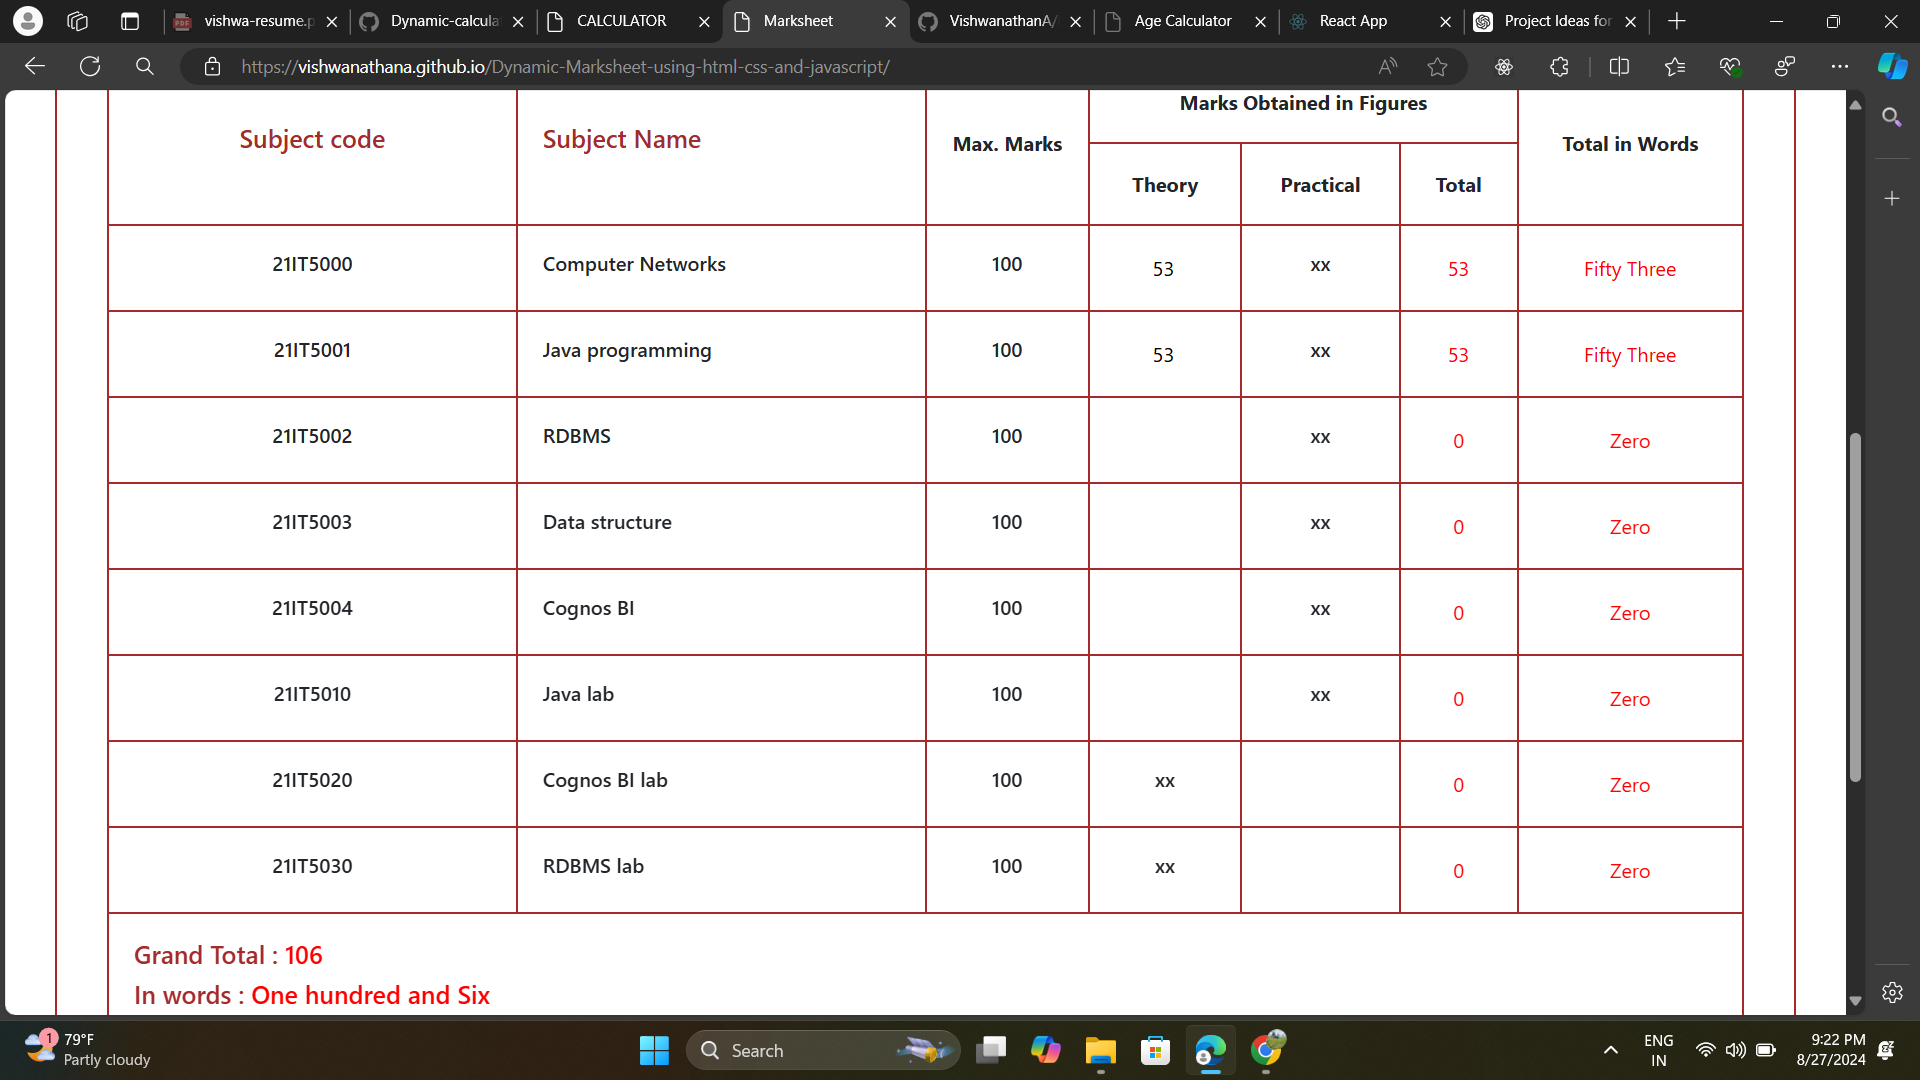 vishwa-resume.p
Dynamic-calcula
CALCULATOR
Marksheet
VishwanathanA/
Age Calculator
React App
Project Ideas for
https://vishwanathana.github.io/Dynamic-Marksheet-using-html-css-and-javascript/
Subject code Subject Name Max. Marks Marks Obtained in Figures Total in Words
Theory Practical Total
21IT5000 Computer Networks 100 53 xx 53 Fifty Three
21IT5001 Java programming 100 53 xx 53 Fifty Three
21IT5002 RDBMS 100 xx 0 Zero
21IT5003 Data structure 100 xx 0 Zero
21IT5004 Cognos BI 100 xx 0 Zero
21IT5010 Java lab 100 xx 0 Zero
21IT5020 Cognos BI lab 100 xx 0 Zero
21IT5030 RDBMS lab 100 xx 0 Zero
Grand Total : 106
In words : One hundred and Six
1
79°F
Partly cloudy
Search
ENG
IN
9:22 PM
8/27/2024